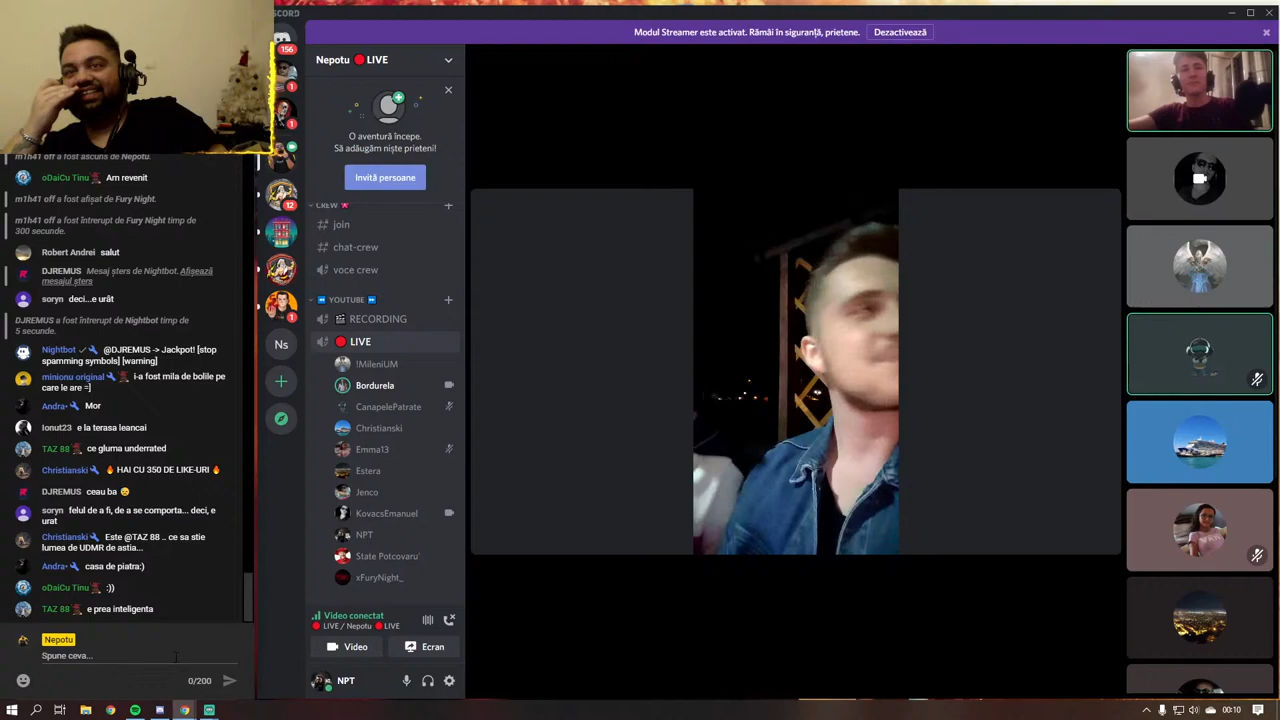 SCORD
Modul Streamer este activat. Rămâi în siguranță, prietene. Dezactivează
156
1
1
12
1
Ns
Nepotu 🔴 LIVE
O aventură începe.
Să adăugăm niște prieteni!
Invită persoane
CREW
# join
# chat-crew
voce crew
YOUTUBE
RECORDING
LIVE
!MileniUM
Bordurela
CanapelePatrate
Christianski
Emma13
Estera
Jenco
KovacsEmanuel
NPT
State Potcovaru'
xFuryNight_
Video conectat
LIVE / Nepotu 🔴 LIVE
Video
Ecran
NPT
m1h41 off a fost ascuns de Nepotu.
oDaiCu Tinu Am revenit
m1h41 off a fost afișat de Fury Night.
m1h41 off a fost întrerupt de Fury Night timp de
300 secunde.
Robert Andrei salut
DJREMUS Mesaj șters de Nightbot. Afișează
mesajul șters
soryn deci...e urât
DJREMUS a fost întrerupt de Nightbot timp de
5 secunde.
Nightbot @DJREMUS -> Jackpot! [stop
spamming symbols] [warning]
minionu original i-a fost mila de bolile pe
care le are =]
Andra• Mor
Ionut23 e la terasa leancai
TAZ 88 ce gluma underrated
Christianski 🔥 HAI CU 350 DE LIKE-URI 🔥
DJREMUS ceau ba
soryn felul de a fi, de a se comporta... deci, e
urat
Christianski Este @TAZ 88 .. ce sa stie
lumea de UDMR de astia...
Andra• casa de piatra:)
oDaiCu Tinu :))
TAZ 88 e prea inteligenta
Nepotu
Spune ceva...
0/200
00:10